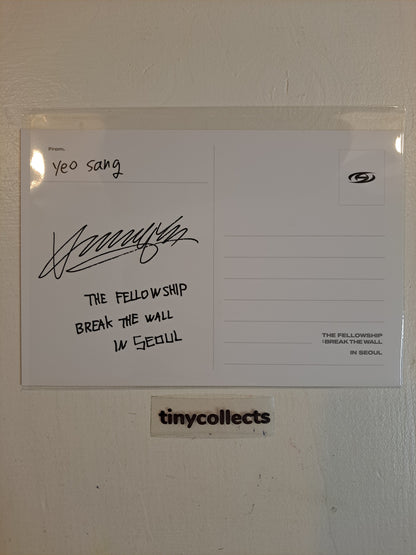 From.
yeo sang
THE FELLOWSHIP
BREAK THE WALL
IN SEOUL
THE FELLOWSHIP
: BREAK THE WALL
IN SEOUL
tinycollects